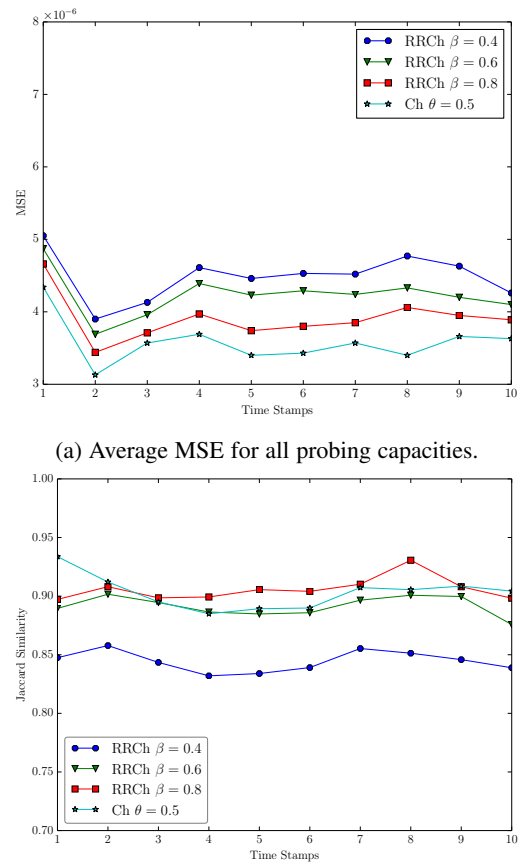 ×10⁻⁶
8
7
6
5
4
3
MSE
RRCh β = 0.4
RRCh β = 0.6
RRCh β = 0.8
Ch θ = 0.5
1 2 3 4 5 6 7 8 9 10
Time Stamps
(a) Average MSE for all probing capacities.
1.00
0.95
0.90
0.85
0.80
0.75
0.70
Jaccard Similarity
RRCh β = 0.4
RRCh β = 0.6
RRCh β = 0.8
Ch θ = 0.5
1 2 3 4 5 6 7 8 9 10
Time Stamps